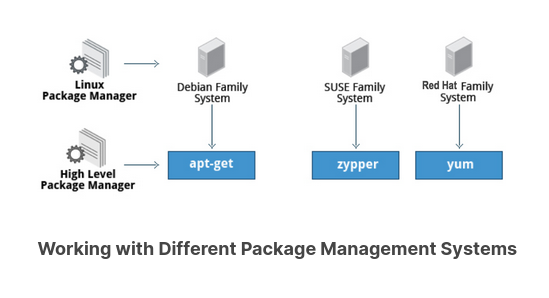 Linux
Package Manager
Debian Family
System
SUSE Family
System
Red Hat Family
System
High Level
Package Manager
apt-get
zypper
yum
Working with Different Package Management Systems